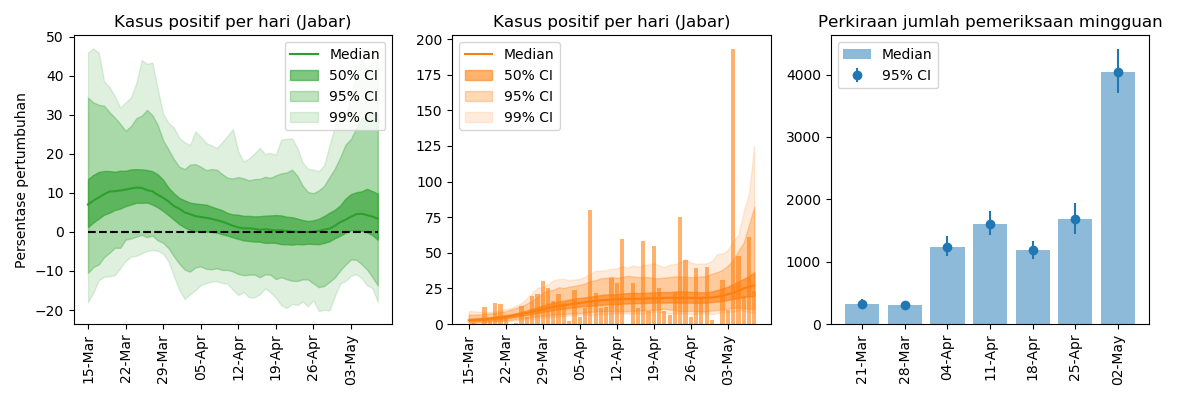 Kasus positif per hari (Jabar)
Persentase pertumbuhan
50
40
30
20
10
0
−10
−20
Median
50% CI
95% CI
99% CI
15-Mar
22-Mar
29-Mar
05-Apr
12-Apr
19-Apr
26-Apr
03-May
Kasus positif per hari (Jabar)
200
175
150
125
100
75
50
25
0
Median
50% CI
95% CI
99% CI
15-Mar
22-Mar
29-Mar
05-Apr
12-Apr
19-Apr
26-Apr
03-May
Perkiraan jumlah pemeriksaan mingguan
4000
3000
2000
1000
0
Median
95% CI
21-Mar
28-Mar
04-Apr
11-Apr
18-Apr
25-Apr
02-May